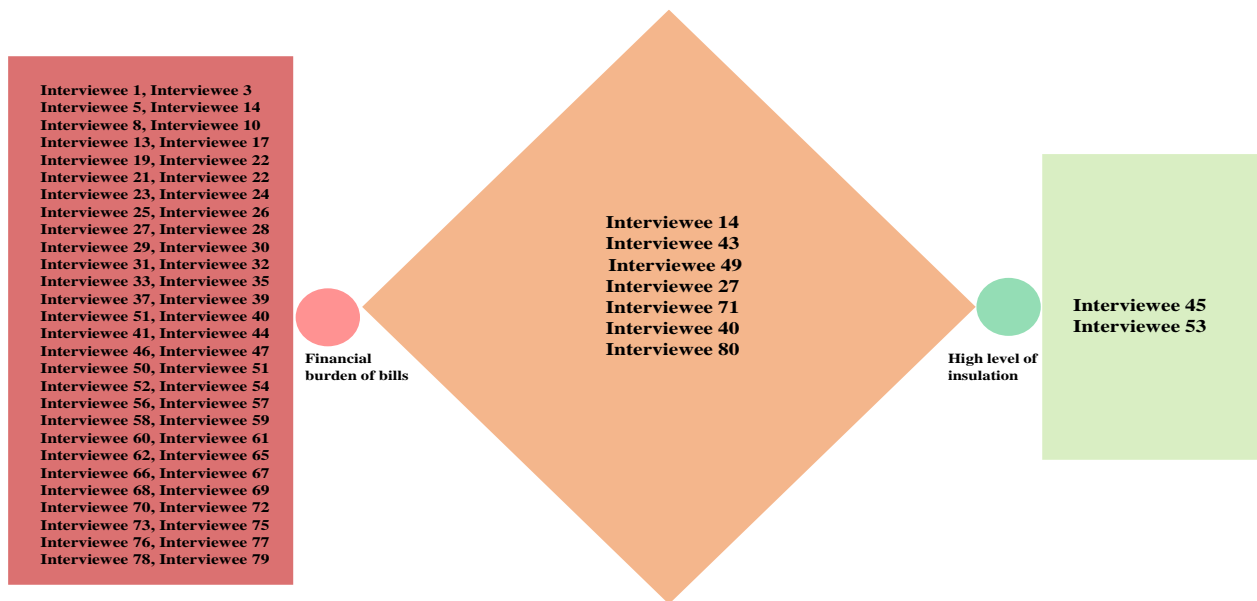 Interviewee 1, Interviewee 3
Interviewee 5, Interviewee 14
Interviewee 8, Interviewee 10
Interviewee 13, Interviewee 17
Interviewee 19, Interviewee 22
Interviewee 21, Interviewee 22
Interviewee 23, Interviewee 24
Interviewee 25, Interviewee 26
Interviewee 27, Interviewee 28
Interviewee 29, Interviewee 30
Interviewee 31, Interviewee 32
Interviewee 33, Interviewee 35
Interviewee 37, Interviewee 39
Interviewee 51, Interviewee 40
Interviewee 41, Interviewee 44
Interviewee 46, Interviewee 47
Interviewee 50, Interviewee 51
Interviewee 52, Interviewee 54
Interviewee 56, Interviewee 57
Interviewee 58, Interviewee 59
Interviewee 60, Interviewee 61
Interviewee 62, Interviewee 65
Interviewee 66, Interviewee 67
Interviewee 68, Interviewee 69
Interviewee 70, Interviewee 72
Interviewee 73, Interviewee 75
Interviewee 76, Interviewee 77
Interviewee 78, Interviewee 79
Financial
burden of bills
Interviewee 14
Interviewee 43
Interviewee 49
Interviewee 27
Interviewee 71
Interviewee 40
Interviewee 80
High level of
insulation
Interviewee 45
Interviewee 53